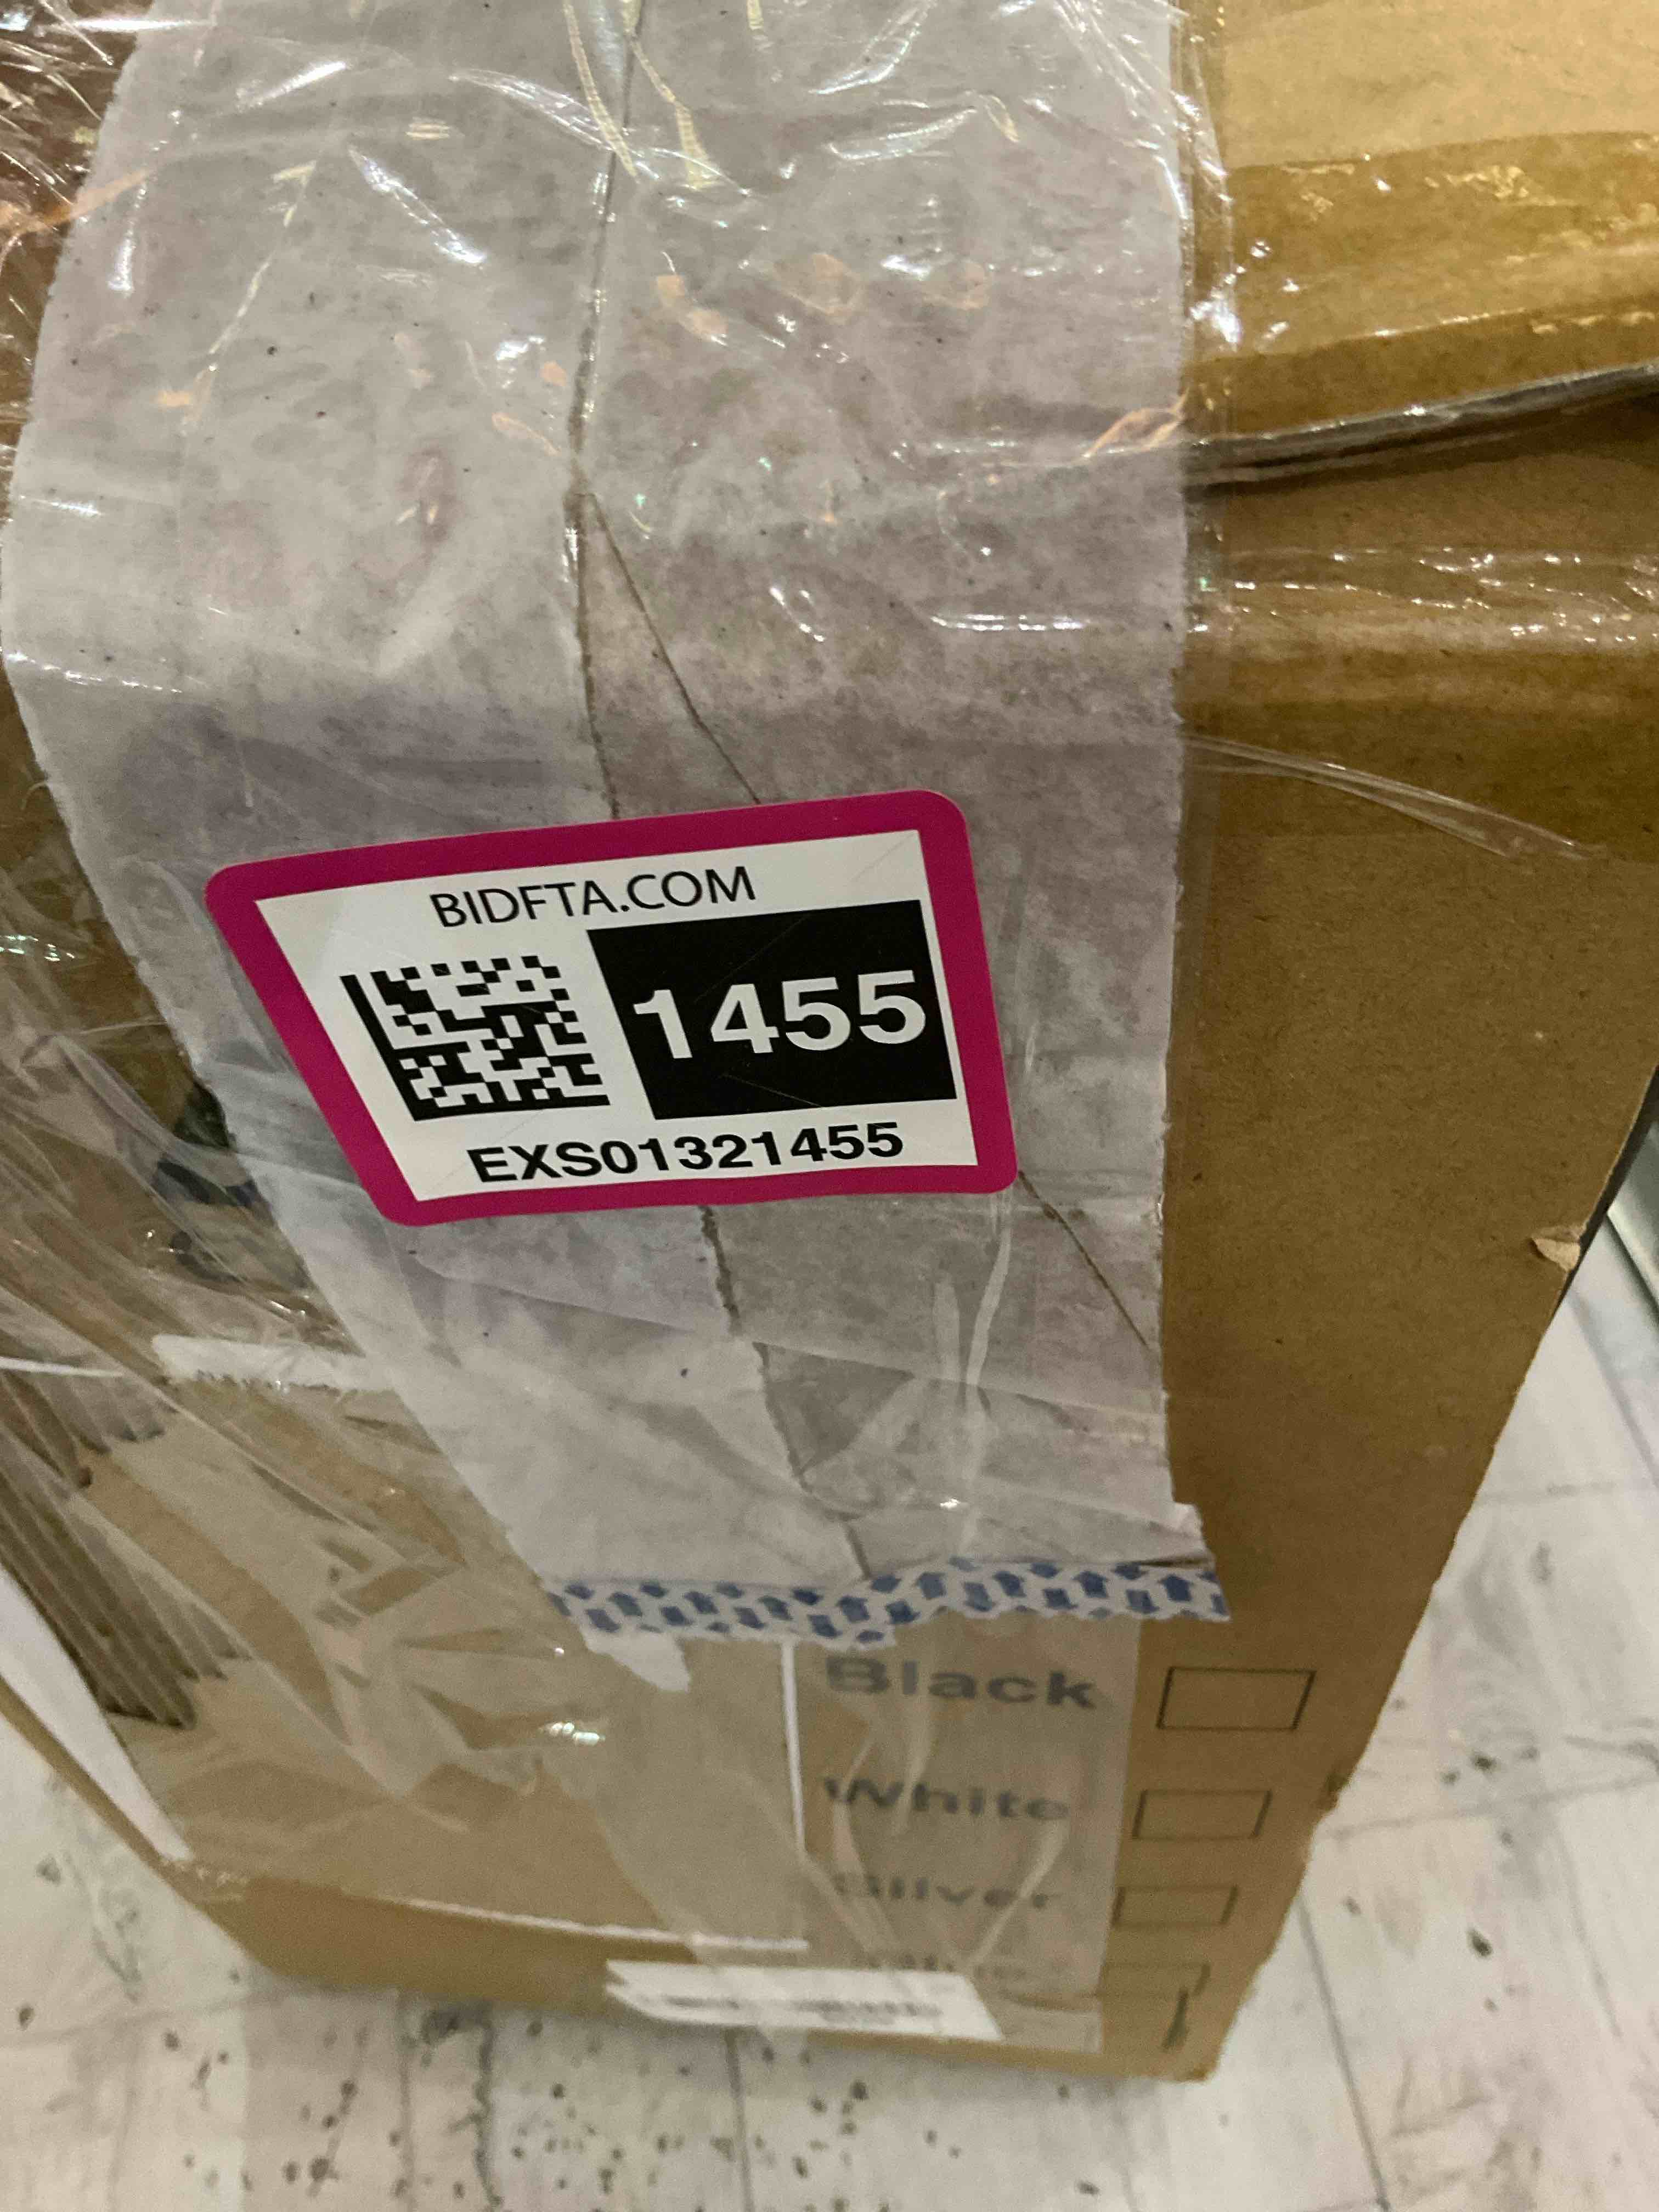 BIDFTA.COM
1455
EXS01321455
Black
White
Silver